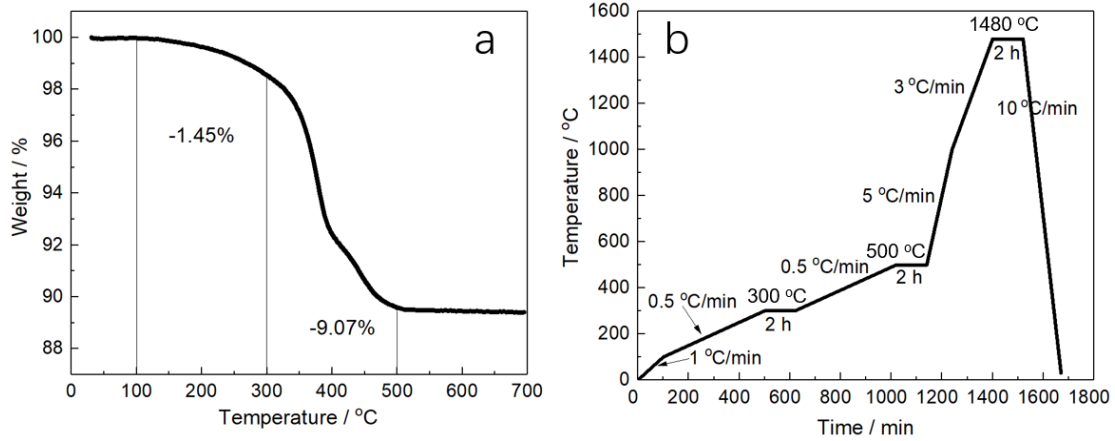 a
100
98
96
94
92
90
88
Weight / %
-1.45%
-9.07%
0 100 200 300 400 500 600 700
Temperature / °C
b
1600
1400
1200
1000
800
600
400
200
0
Temperature / °C
1480 °C
2 h
3 °C/min
10 °C/min
5 °C/min
500 °C
2 h
0.5 °C/min
300 °C
2 h
0.5 °C/min
1 °C/min
0 200 400 600 800 1000 1200 1400 1600 1800
Time / min